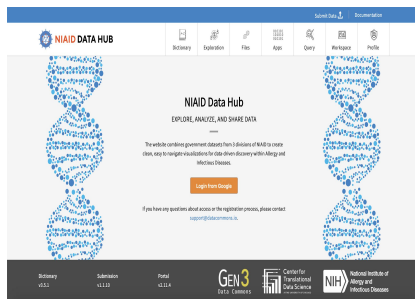 Submit Data
Documentation
NIAID DATA HUB
Dictionary
Exploration
Files
Apps
Query
Workspace
Profile
NIAID Data Hub
EXPLORE, ANALYZE, AND SHARE DATA
The website combines government datasets from 3 divisions of NIAID to create
clean, easy to navigate visualizations for data-driven discovery within Allergy and
Infectious Diseases.
Login from Google
If you have any questions about access or the registration process, please contact
support@datacommons.io.
Dictionary
v3.5.1
Submission
v1.1.10
Portal
v2.11.4
GEN3
Data Commons
Center for
Translational
Data Science
NIH
National Institute of
Allergy and
Infectious Diseases